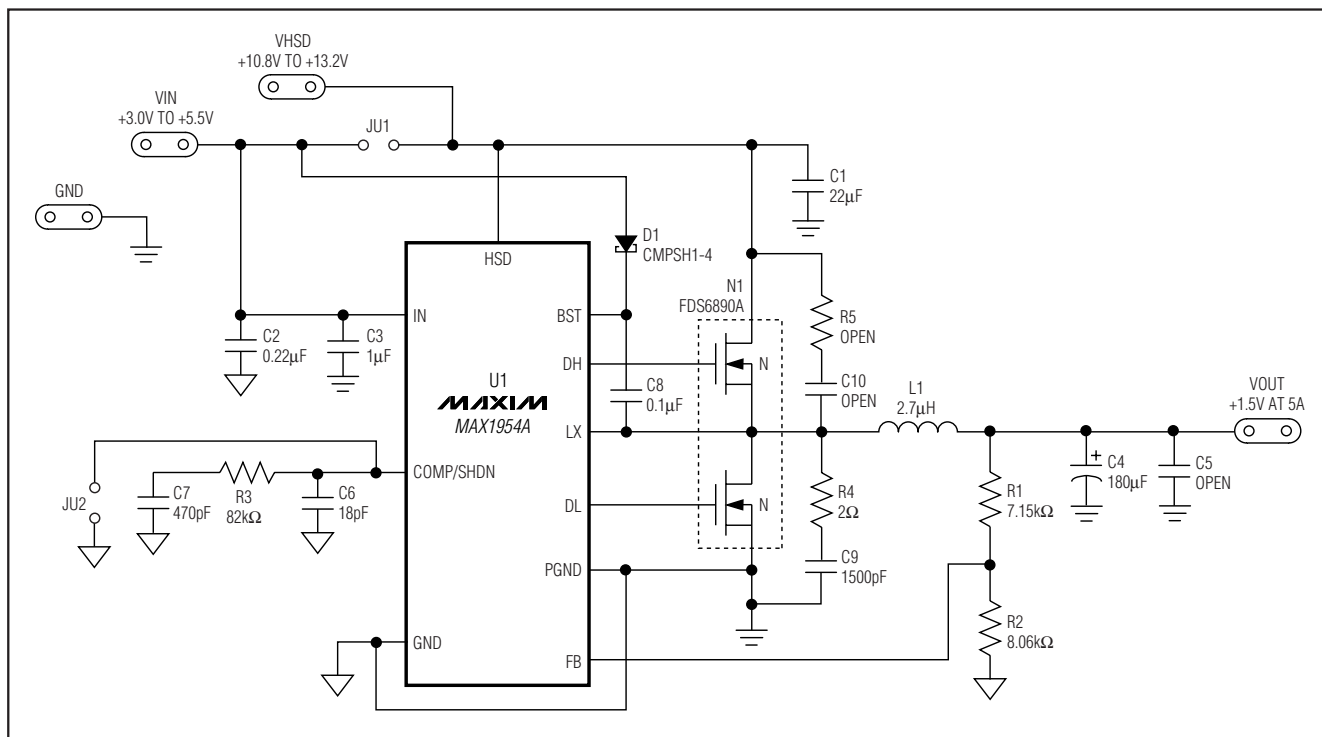 VHSD
+10.8V TO +13.2V
VIN
+3.0V TO +5.5V
JU1
GND
C1
22µF
D1
CMPSH1-4
HSD
N1
FDS6890A
R5
OPEN
IN
BST
C2
0.22µF
C3
1µF
DH
N
U1
MAXIM
MAX1954A
C8
0.1µF
C10
OPEN
L1
2.7µH
VOUT
+1.5V AT 5A
LX
COMP/SHDN
C7
470pF
R3
82kΩ
C6
18pF
JU2
DL
N
R4
2Ω
+
C4
180µF
C5
OPEN
R1
7.15kΩ
C9
1500pF
PGND
GND
FB
R2
8.06kΩ